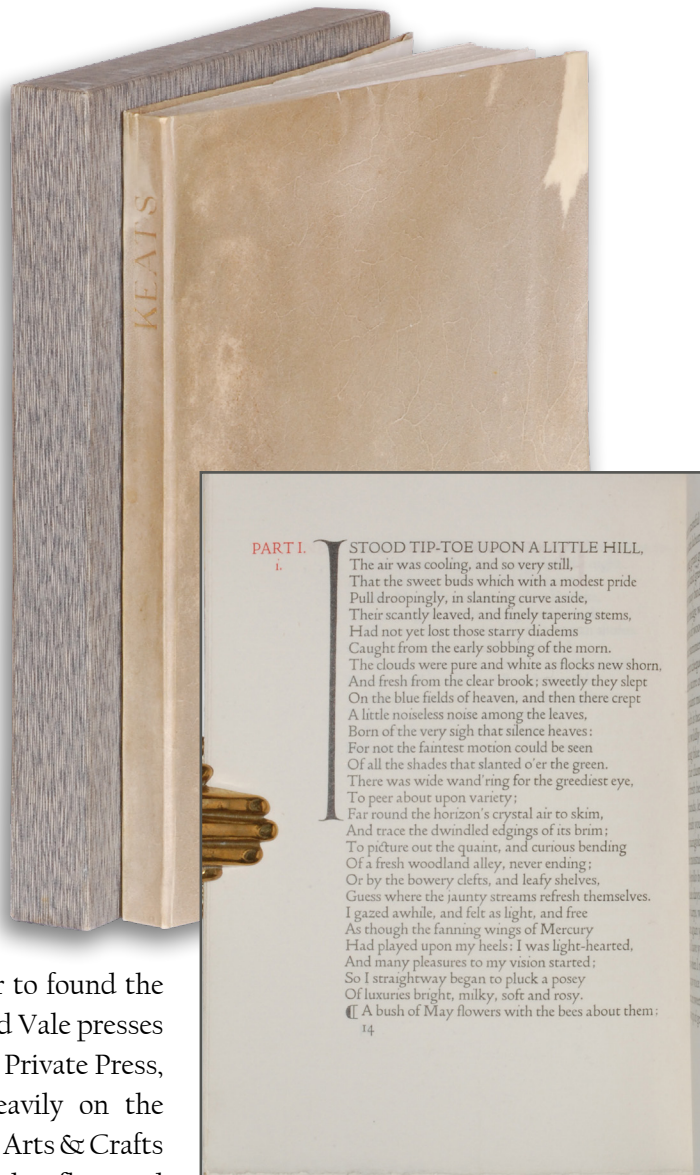 KEATS
PART I.
i.
I STOOD TIP-TOE UPON A LITTLE HILL,
The air was cooling, and so very still,
That the sweet buds which with a modest pride
Pull droopingly, in slanting curve aside,
Their scantly leaved, and finely tapering stems,
Had not yet lost those starry diadems
Caught from the early sobbing of the morn.
The clouds were pure and white as flocks new shorn,
And fresh from the clear brook; sweetly they slept
On the blue fields of heaven, and then there crept
A little noiseless noise among the leaves,
Born of the very sigh that silence heaves:
For not the faintest motion could be seen
Of all the shades that slanted o'er the green.
There was wide wand'ring for the greediest eye,
To peer about upon variety;
Far round the horizon's crystal air to skim,
And trace the dwindled edgings of its brim;
To picture out the quaint, and curious bending
Of a fresh woodland alley, never ending;
Or by the bowery clefts, and leafy shelves,
Guess where the jaunty streams refresh themselves.
I gazed awhile, and felt as light, and free
As though the fanning wings of Mercury
Had played upon my heels: I was light-hearted,
And many pleasures to my vision started;
So I straightway began to pluck a posey
Of luxuries bright, milky, soft and rosy.
¶ A bush of May flowers with the bees about them:
14
to found the
Vale presses
Private Press,
on the
Arts & Crafts